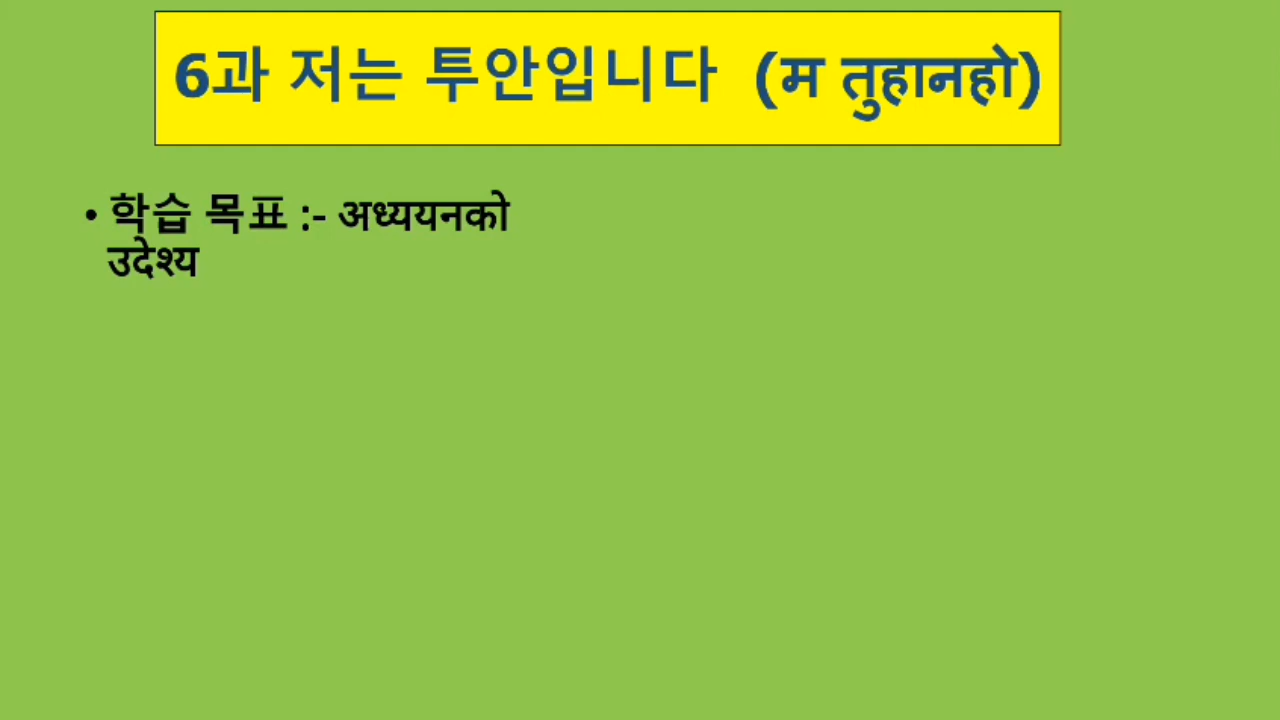 6과 저는 투안입니다 (म तुहानहो)
• 학습 목표 :- अध्ययनको
उदेश्य